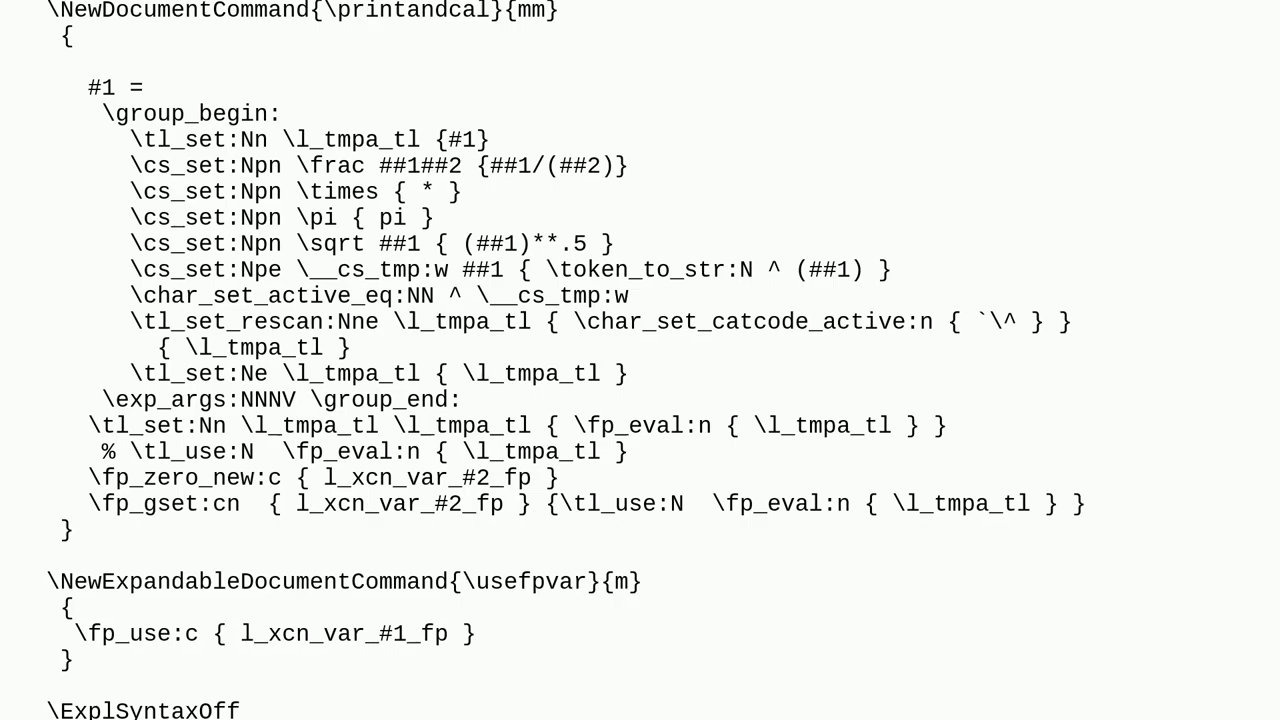 \NewDocumentCommand{\printandcal}{mm}
{
#1 =
\group_begin:
\tl_set:Nn \l_tmpa_tl {#1}
\cs_set:Npn \frac ##1##2 {##1/(##2)}
\cs_set:Npn \times { * }
\cs_set:Npn \pi { pi }
\cs_set:Npn \sqrt ##1 { (##1)**.5 }
\cs_set:Npe \__cs_tmp:w ##1 { \token_to_str:N ^ (##1) }
\char_set_active_eq:NN ^ \__cs_tmp:w
\tl_set_rescan:Nne \l_tmpa_tl { \char_set_catcode_active:n { `\^ } }
{ \l_tmpa_tl }
\tl_set:Ne \l_tmpa_tl { \l_tmpa_tl }
\exp_args:NNNV \group_end:
\tl_set:Nn \l_tmpa_tl \l_tmpa_tl { \fp_eval:n { \l_tmpa_tl } }
% \tl_use:N  \fp_eval:n { \l_tmpa_tl }
\fp_zero_new:c { l_xcn_var_#2_fp }
\fp_gset:cn  { l_xcn_var_#2_fp } {\tl_use:N  \fp_eval:n { \l_tmpa_tl } }
}
\NewExpandableDocumentCommand{\usefpvar}{m}
{
\fp_use:c { l_xcn_var_#1_fp }
}
\ExplSyntaxOff